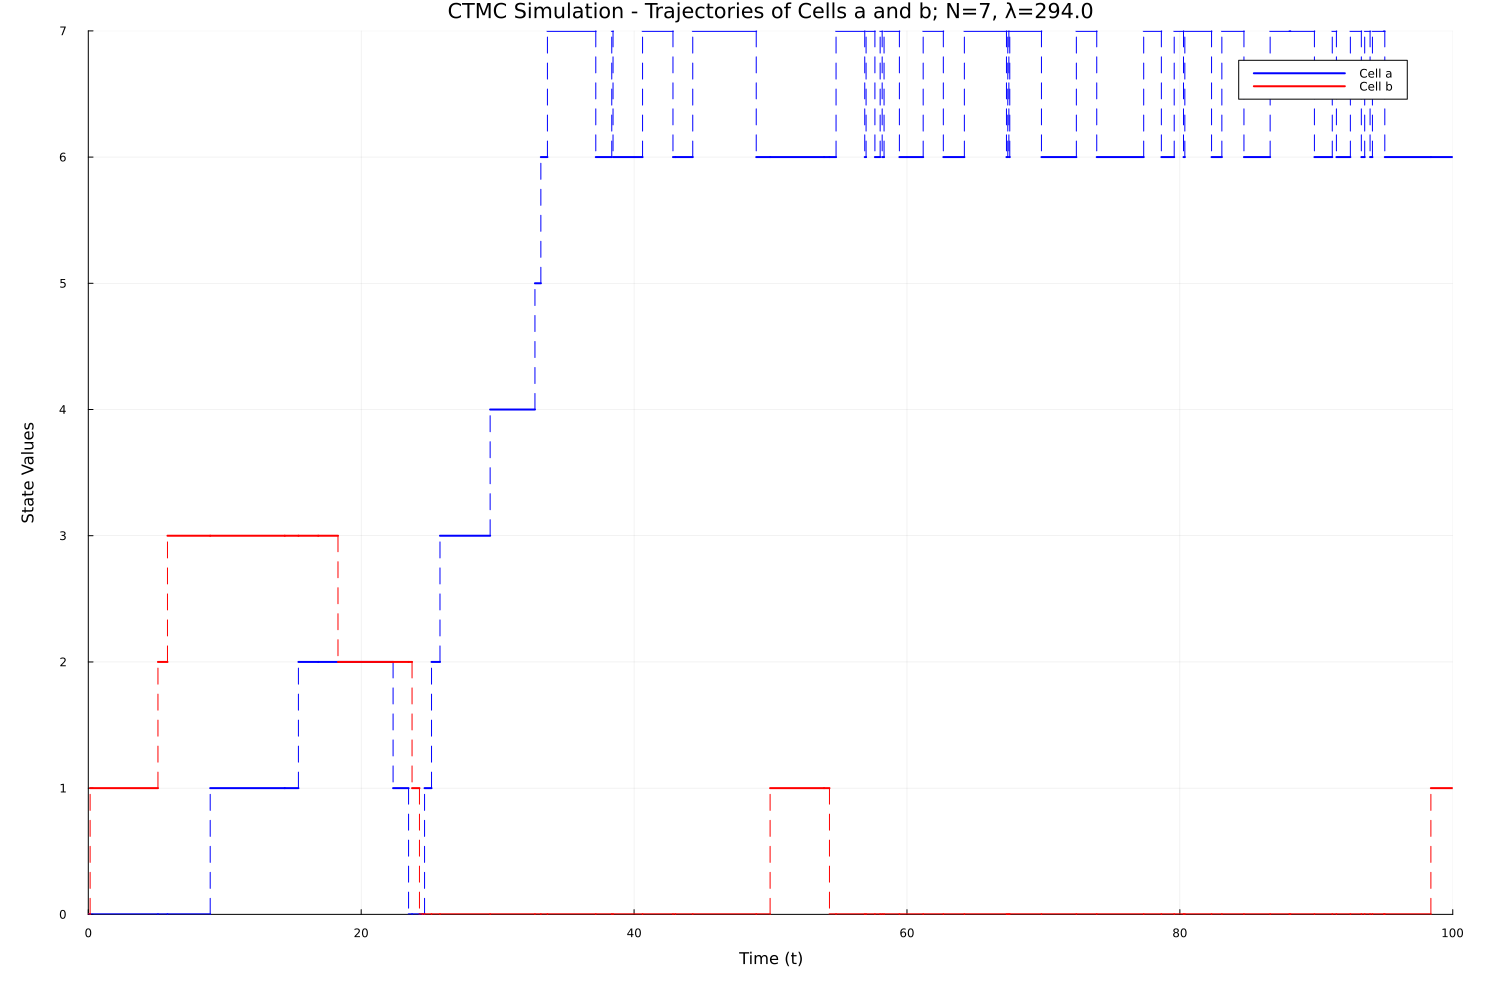 CTMC Simulation - Trajectories of Cells a and b; N=7, λ=294.0
7
Cell a
Cell b
6
5
4
State Values
3
2
1
0
0 20 40 60 80 100
Time (t)